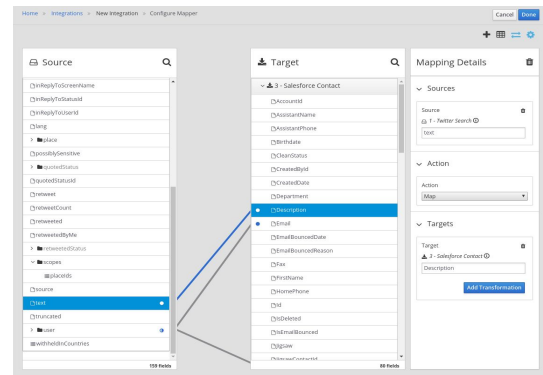 Home > Integrations > New Integration > Configure Mapper
Cancel Done
Source
inReplyToScreenName
inReplyToStatusId
inReplyToUserId
lang
place
possiblySensitive
quotedStatus
quotedStatusId
retweet
retweetCount
retweeted
retweetedByMe
retweetedStatus
scopes
placeIds
source
text
truncated
user
withheldInCountries
159 fields
Target
3 - Salesforce Contact
AccountId
AssistantName
AssistantPhone
Birthdate
CleanStatus
CreatedById
CreatedDate
Department
Description
Email
EmailBouncedDate
EmailBouncedReason
Fax
FirstName
HomePhone
Id
IsDeleted
IsEmailBounced
Jigsaw
JigsawContactId
80 fields
Mapping Details
Sources
Source
1 - Twitter Search
text
Action
Action
Map
Targets
Target
3 - Salesforce Contact
Description
Add Transformation